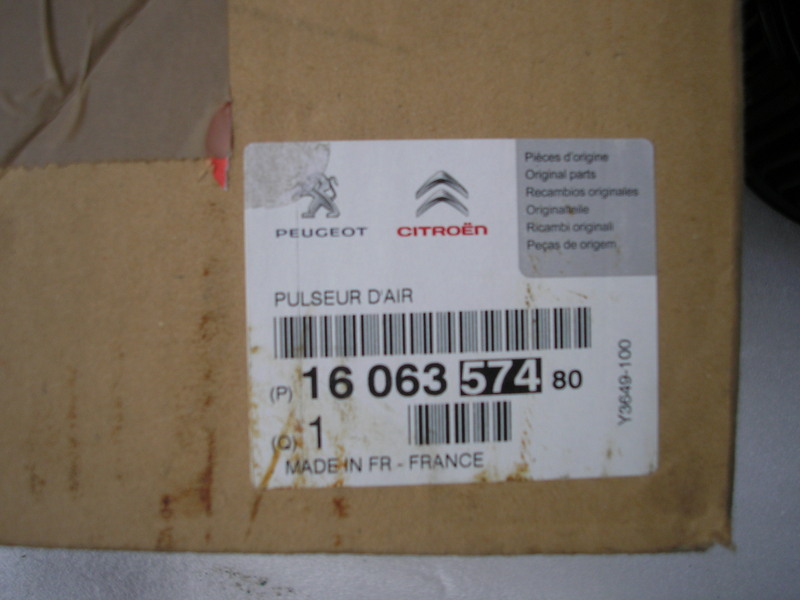 PEUGEOT
CITROËN
Pièces d'origine
Original parts
Recambios originales
Originalteile
Ricambi originali
Peças de origem
PULSEUR D'AIR
(P) 16 063 574 80
(Q) 1
MADE IN FR - FRANCE
Y3649-100